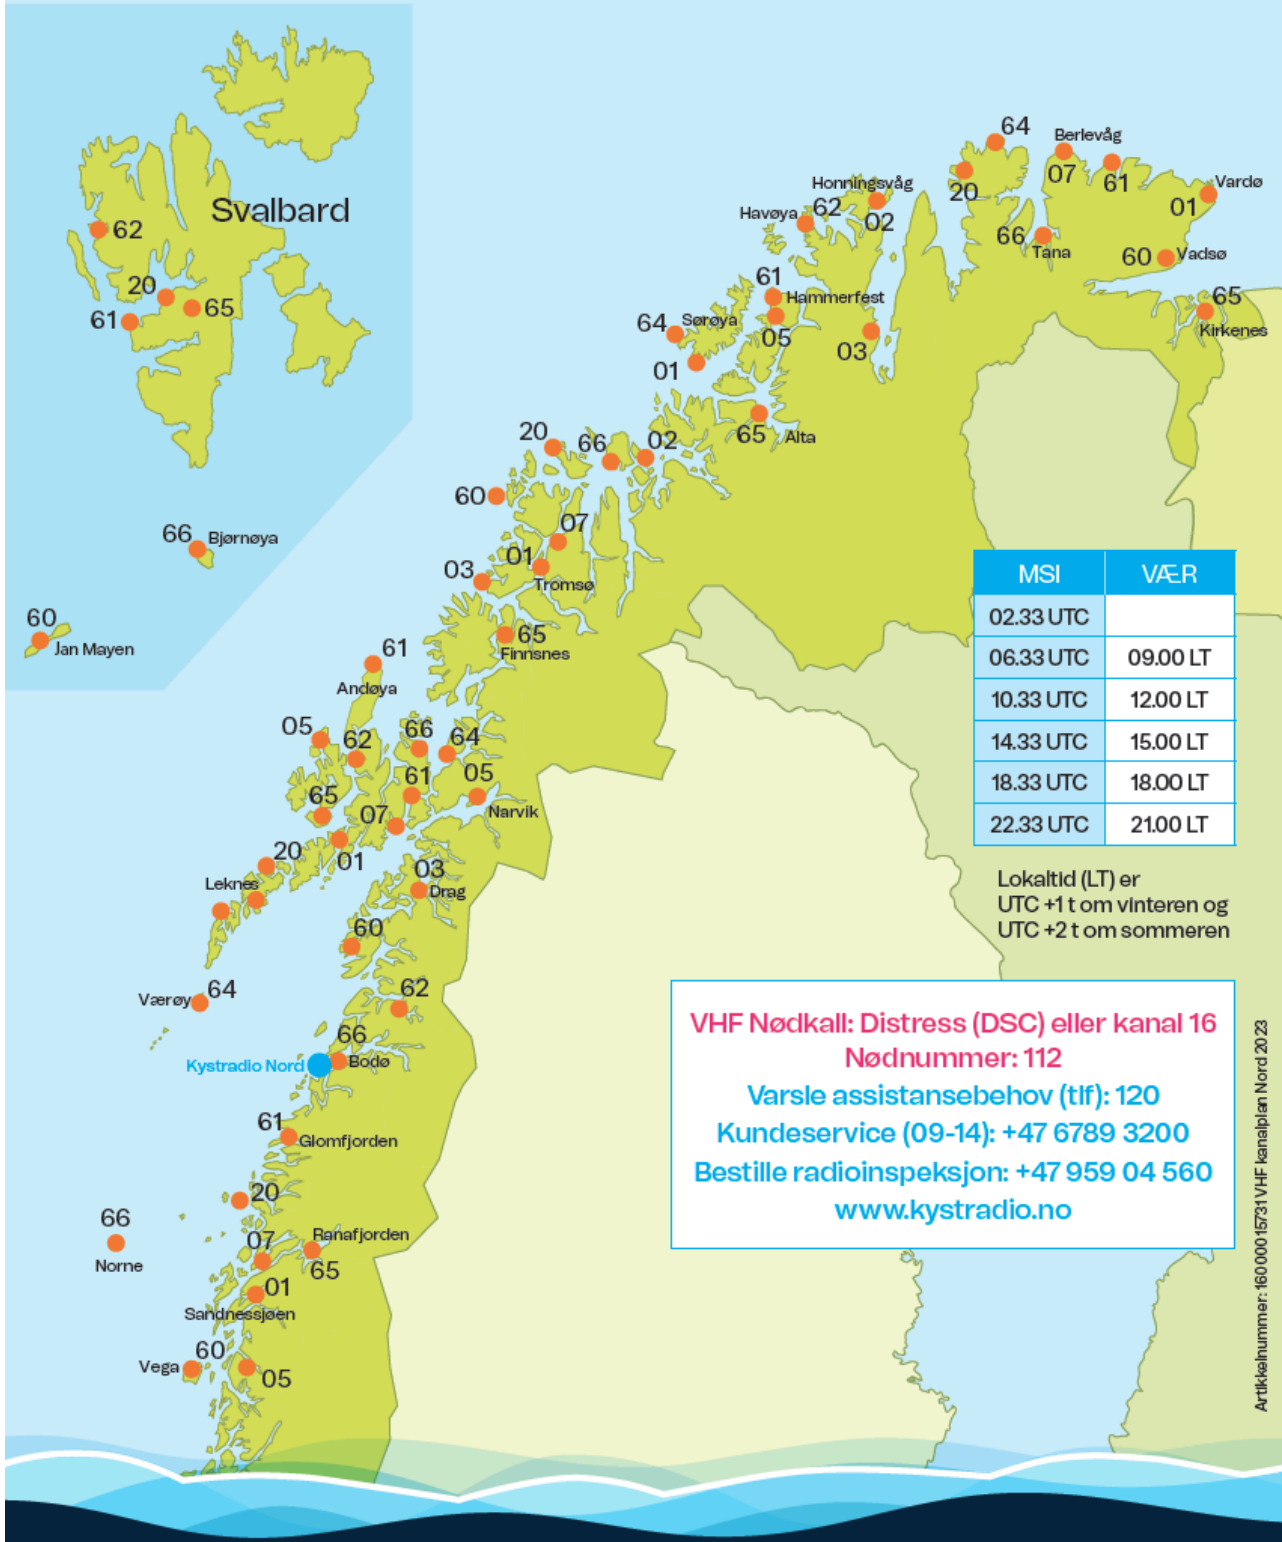 Svalbard
62
20
65
61
66
Bjørnøya
60
Jan Mayen
64
Berlevåg
07
61
20
Vardø
01
Honningsvåg
62
02
Havøya
66
Tana
60
Vadsø
65
Kirkenes
61
Hammerfest
05
03
64
Sørøya
01
65
Alta
20
66
02
60
07
01
Tromsø
03
65
Finnsnes
61
Andøya
05
62
66
64
61
05
Narvik
65
07
01
20
Leknes
03
Drag
60
Værøy
64
62
66
Kystradio Nord
Bodø
61
Glomfjorden
20
66
Norne
07
Ranafjorden
65
01
Sandnessjøen
60
Vega
05
MSI VÆR
02.33 UTC
06.33 UTC 09.00 LT
10.33 UTC 12.00 LT
14.33 UTC 15.00 LT
18.33 UTC 18.00 LT
22.33 UTC 21.00 LT
Lokaltid (LT) er
UTC +1 t om vinteren og
UTC +2 t om sommeren
VHF Nødkall: Distress (DSC) eller kanal 16
Nødnummer: 112
Varsle assistansebehov (tlf): 120
Kundeservice (09-14): +47 6789 3200
Bestille radioinspeksjon: +47 959 04 560
www.kystradio.no
Artikkelnummer: 160000015731 VHF kanalplan Nord 2023